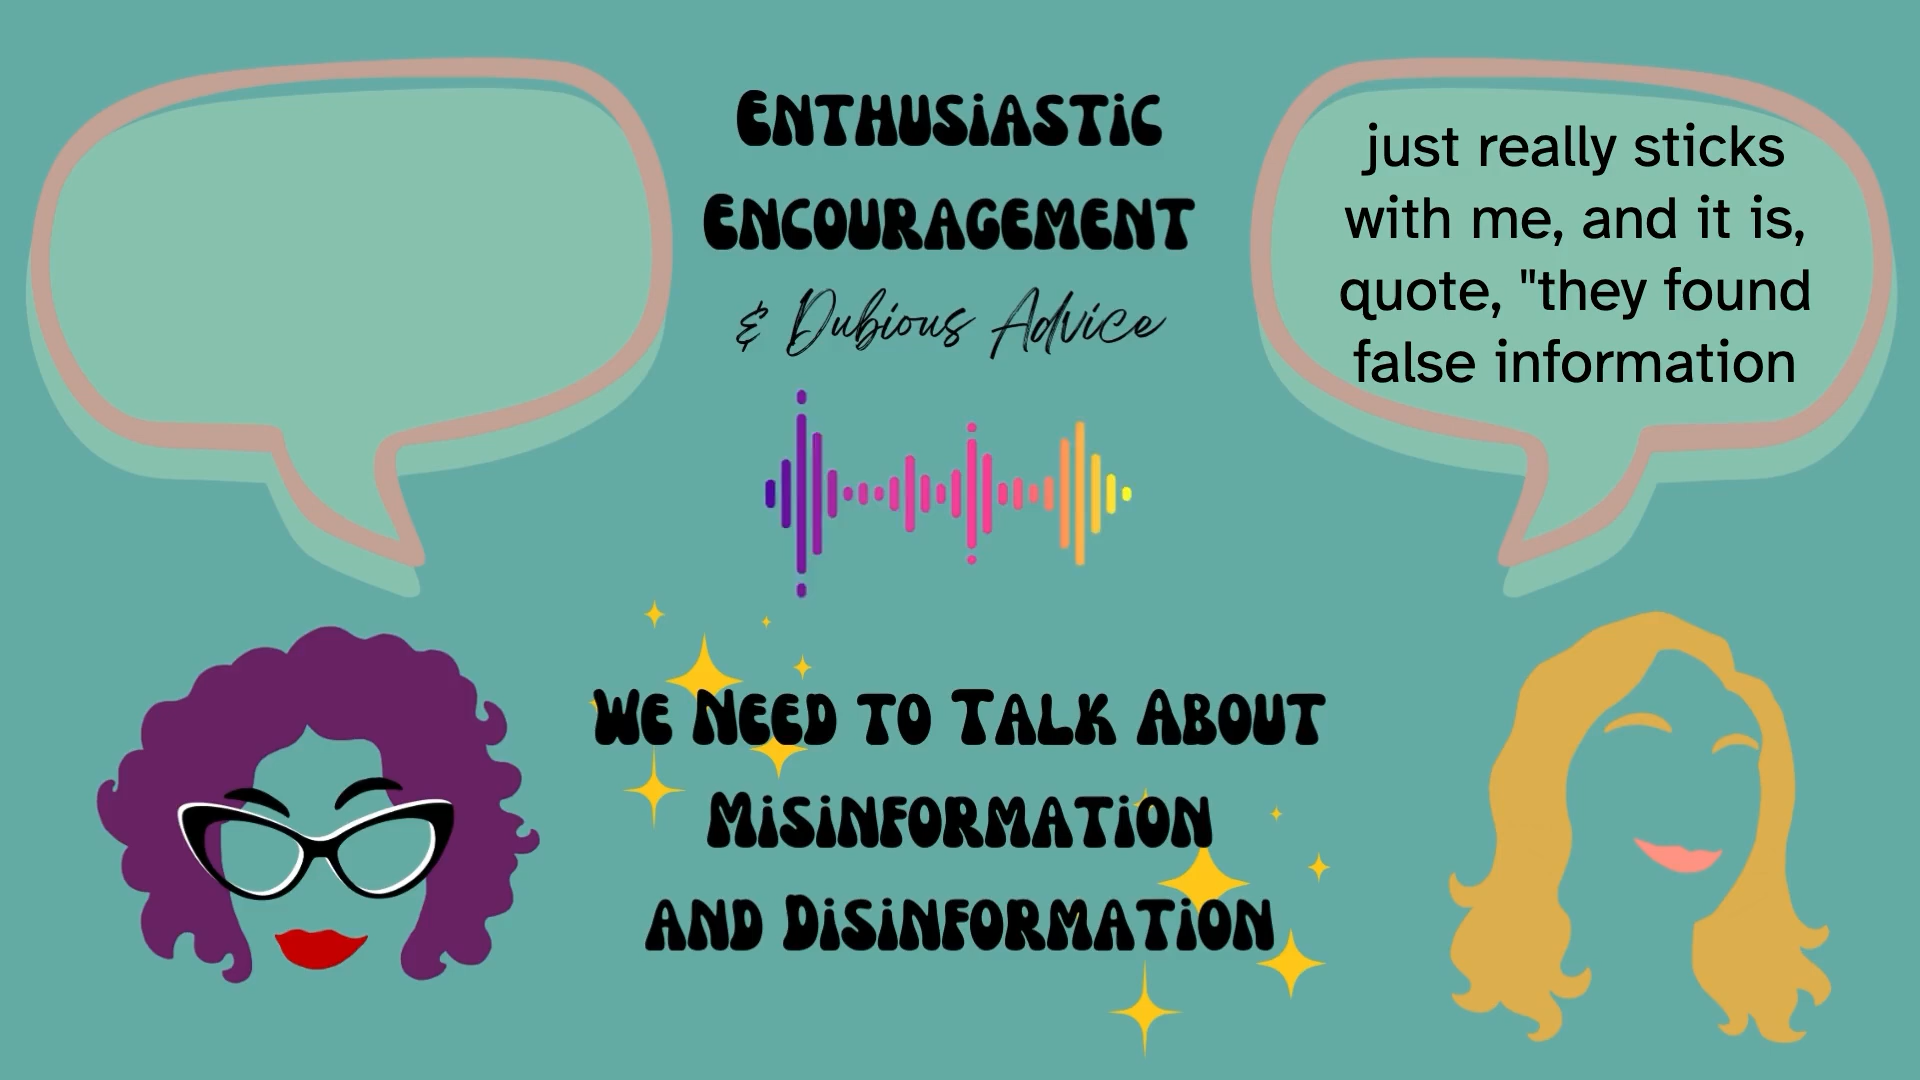 Enthusiastic
Encouragement
& Dubious Advice
just really sticks
with me, and it is,
quote, "they found
false information
We Need to Talk About
Misinformation
and Disinformation